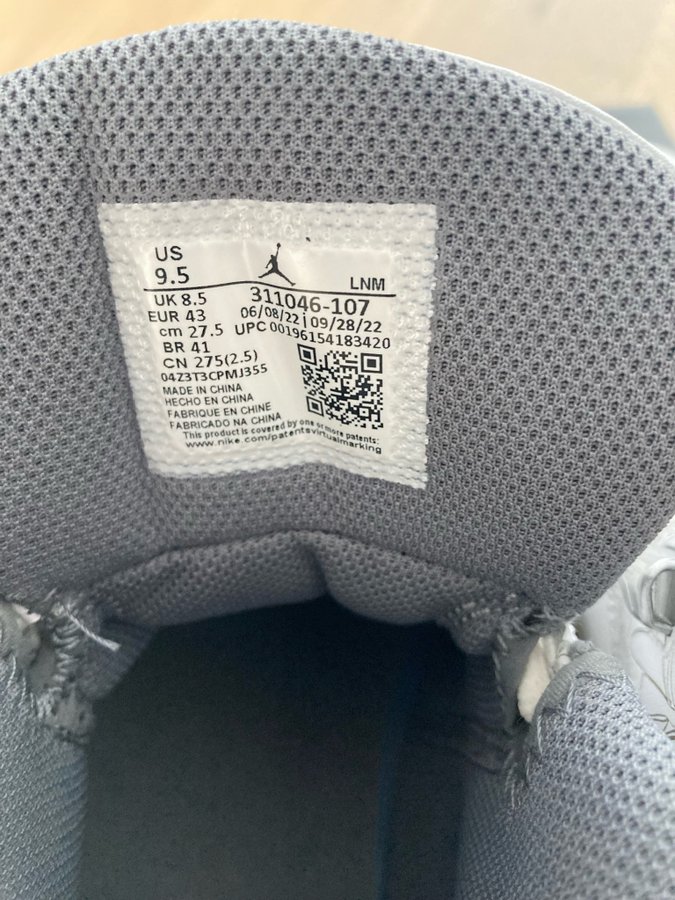 US
9.5
LNM
UK 8.5
311046-107
EUR 43
06/08/22 | 09/28/22
cm 27.5
UPC 00196154183420
BR 41
CN 275(2.5)
04Z3T3CPMJ355
MADE IN CHINA
HECHO EN CHINA
FABRIQUE EN CHINE
FABRICADO NA CHINA
This product is covered by one or more patents:
www.nike.com/patentsvirtualmarking